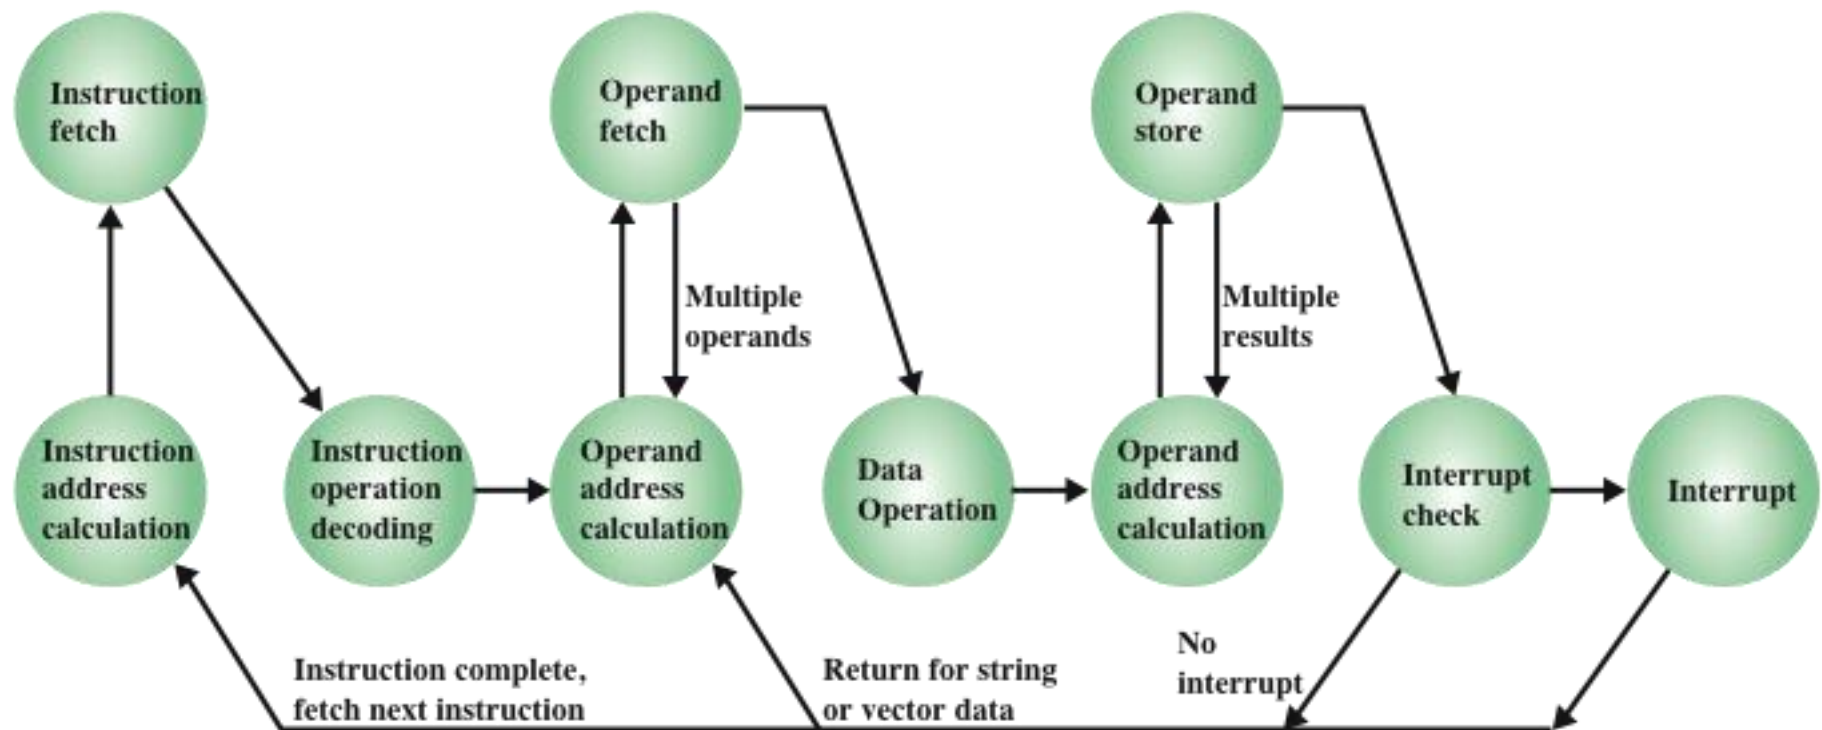 Instruction
fetch
Operand
fetch
Operand
store
Multiple
operands
Multiple
results
Instruction
address
calculation
Instruction
operation
decoding
Operand
address
calculation
Data
Operation
Operand
address
calculation
Interrupt
check
Interrupt
Instruction complete,
fetch next instruction
Return for string
or vector data
No
interrupt